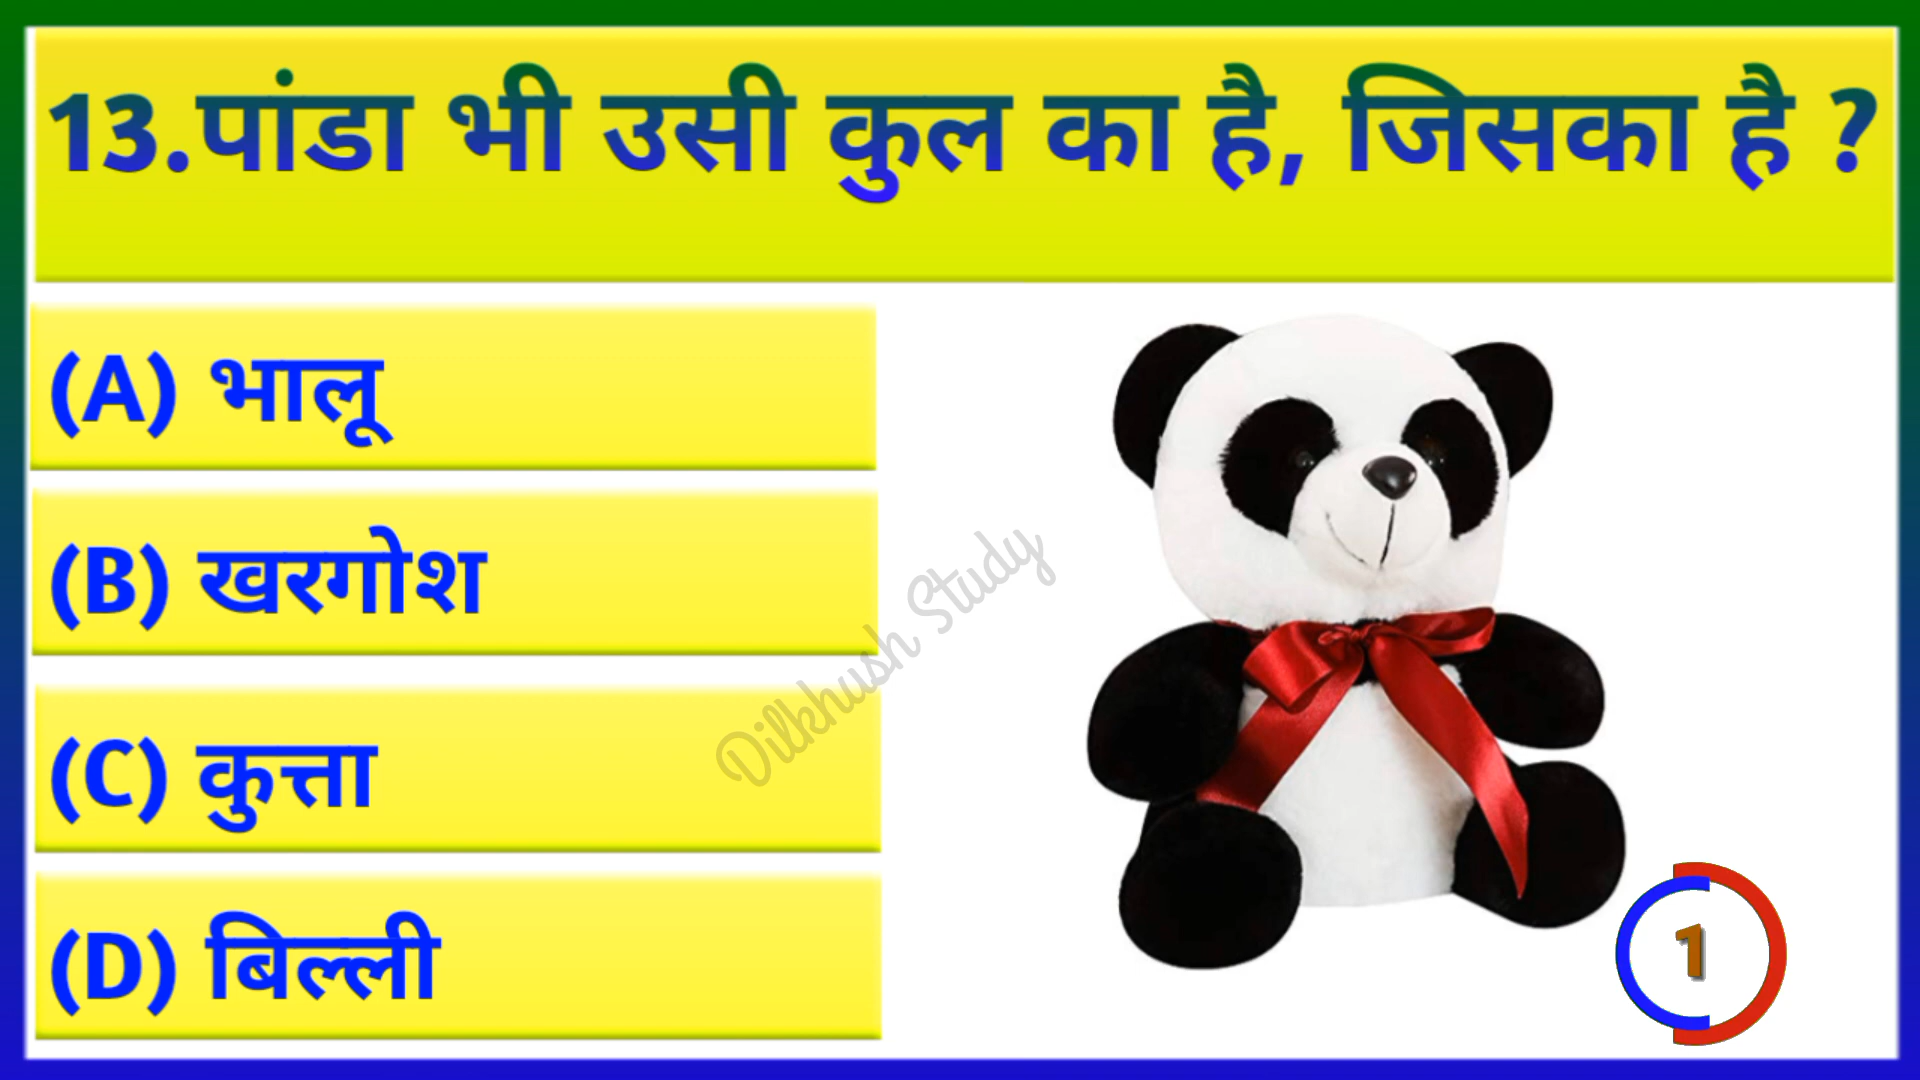 13.पांडा भी उसी कुल का है, जिसका है ?
(A) भालू
(B) खरगोश
(C) कुत्ता
(D) बिल्ली
Dilkhush Study
1